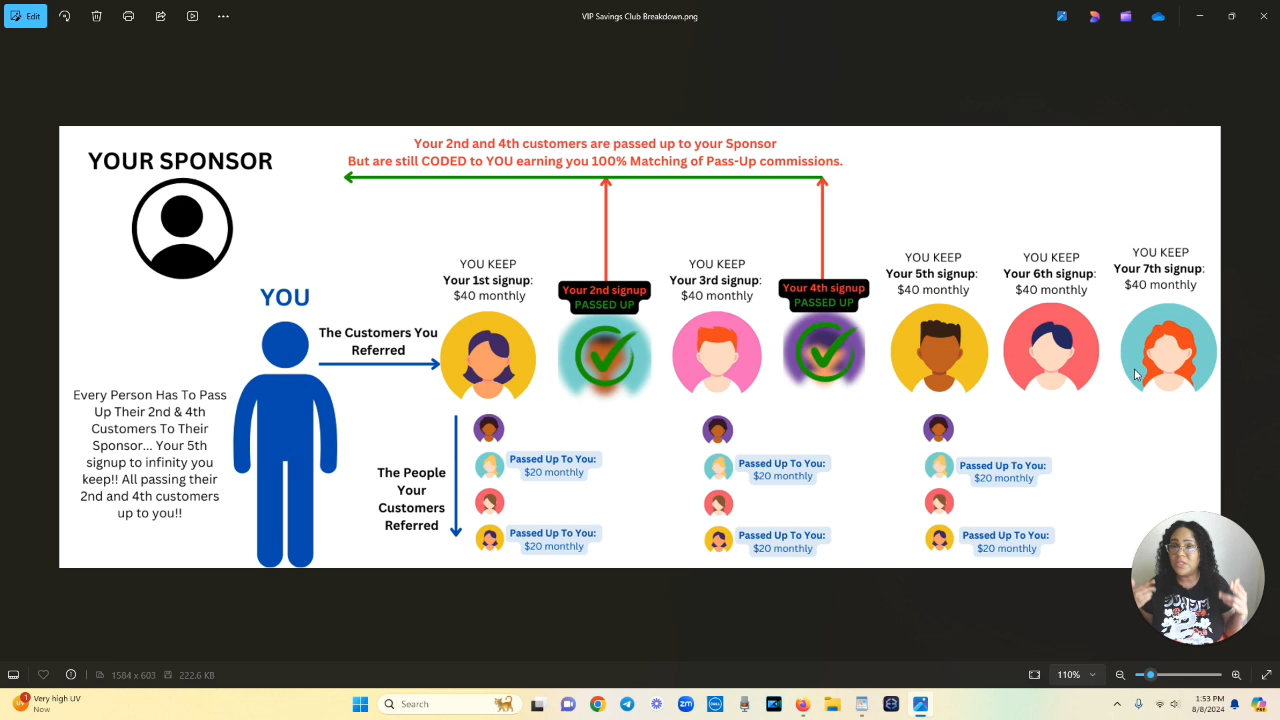 Edit
VIP Savings Club Breakdown.png
Your 2nd and 4th customers are passed up to your Sponsor
But are still CODED to YOU earning you 100% Matching of Pass-Up commissions.
YOUR SPONSOR
YOU
The Customers You
Referred
Every Person Has To Pass
Up Their 2nd & 4th
Customers To Their
Sponsor... Your 5th
signup to infinity you
keep!! All passing their
2nd and 4th customers
up to you!!
YOU KEEP
Your 1st signup:
$40 monthly
Your 2nd signup
PASSED UP
YOU KEEP
Your 3rd signup:
$40 monthly
Your 4th signup
PASSED UP
YOU KEEP
Your 5th signup:
$40 monthly
YOU KEEP
Your 6th signup:
$40 monthly
YOU KEEP
Your 7th signup:
$40 monthly
The People
Your
Customers
Referred
Passed Up To You:
$20 monthly
Passed Up To You:
$20 monthly
Passed Up To You:
$20 monthly
Passed Up To You:
$20 monthly
Passed Up To You:
$20 monthly
Passed Up To You:
$20 monthly
1584 x 603
222.6 KB
110%
1
Very high UV
Now
Search
zm
DELL
1:53 PM
8/8/2024